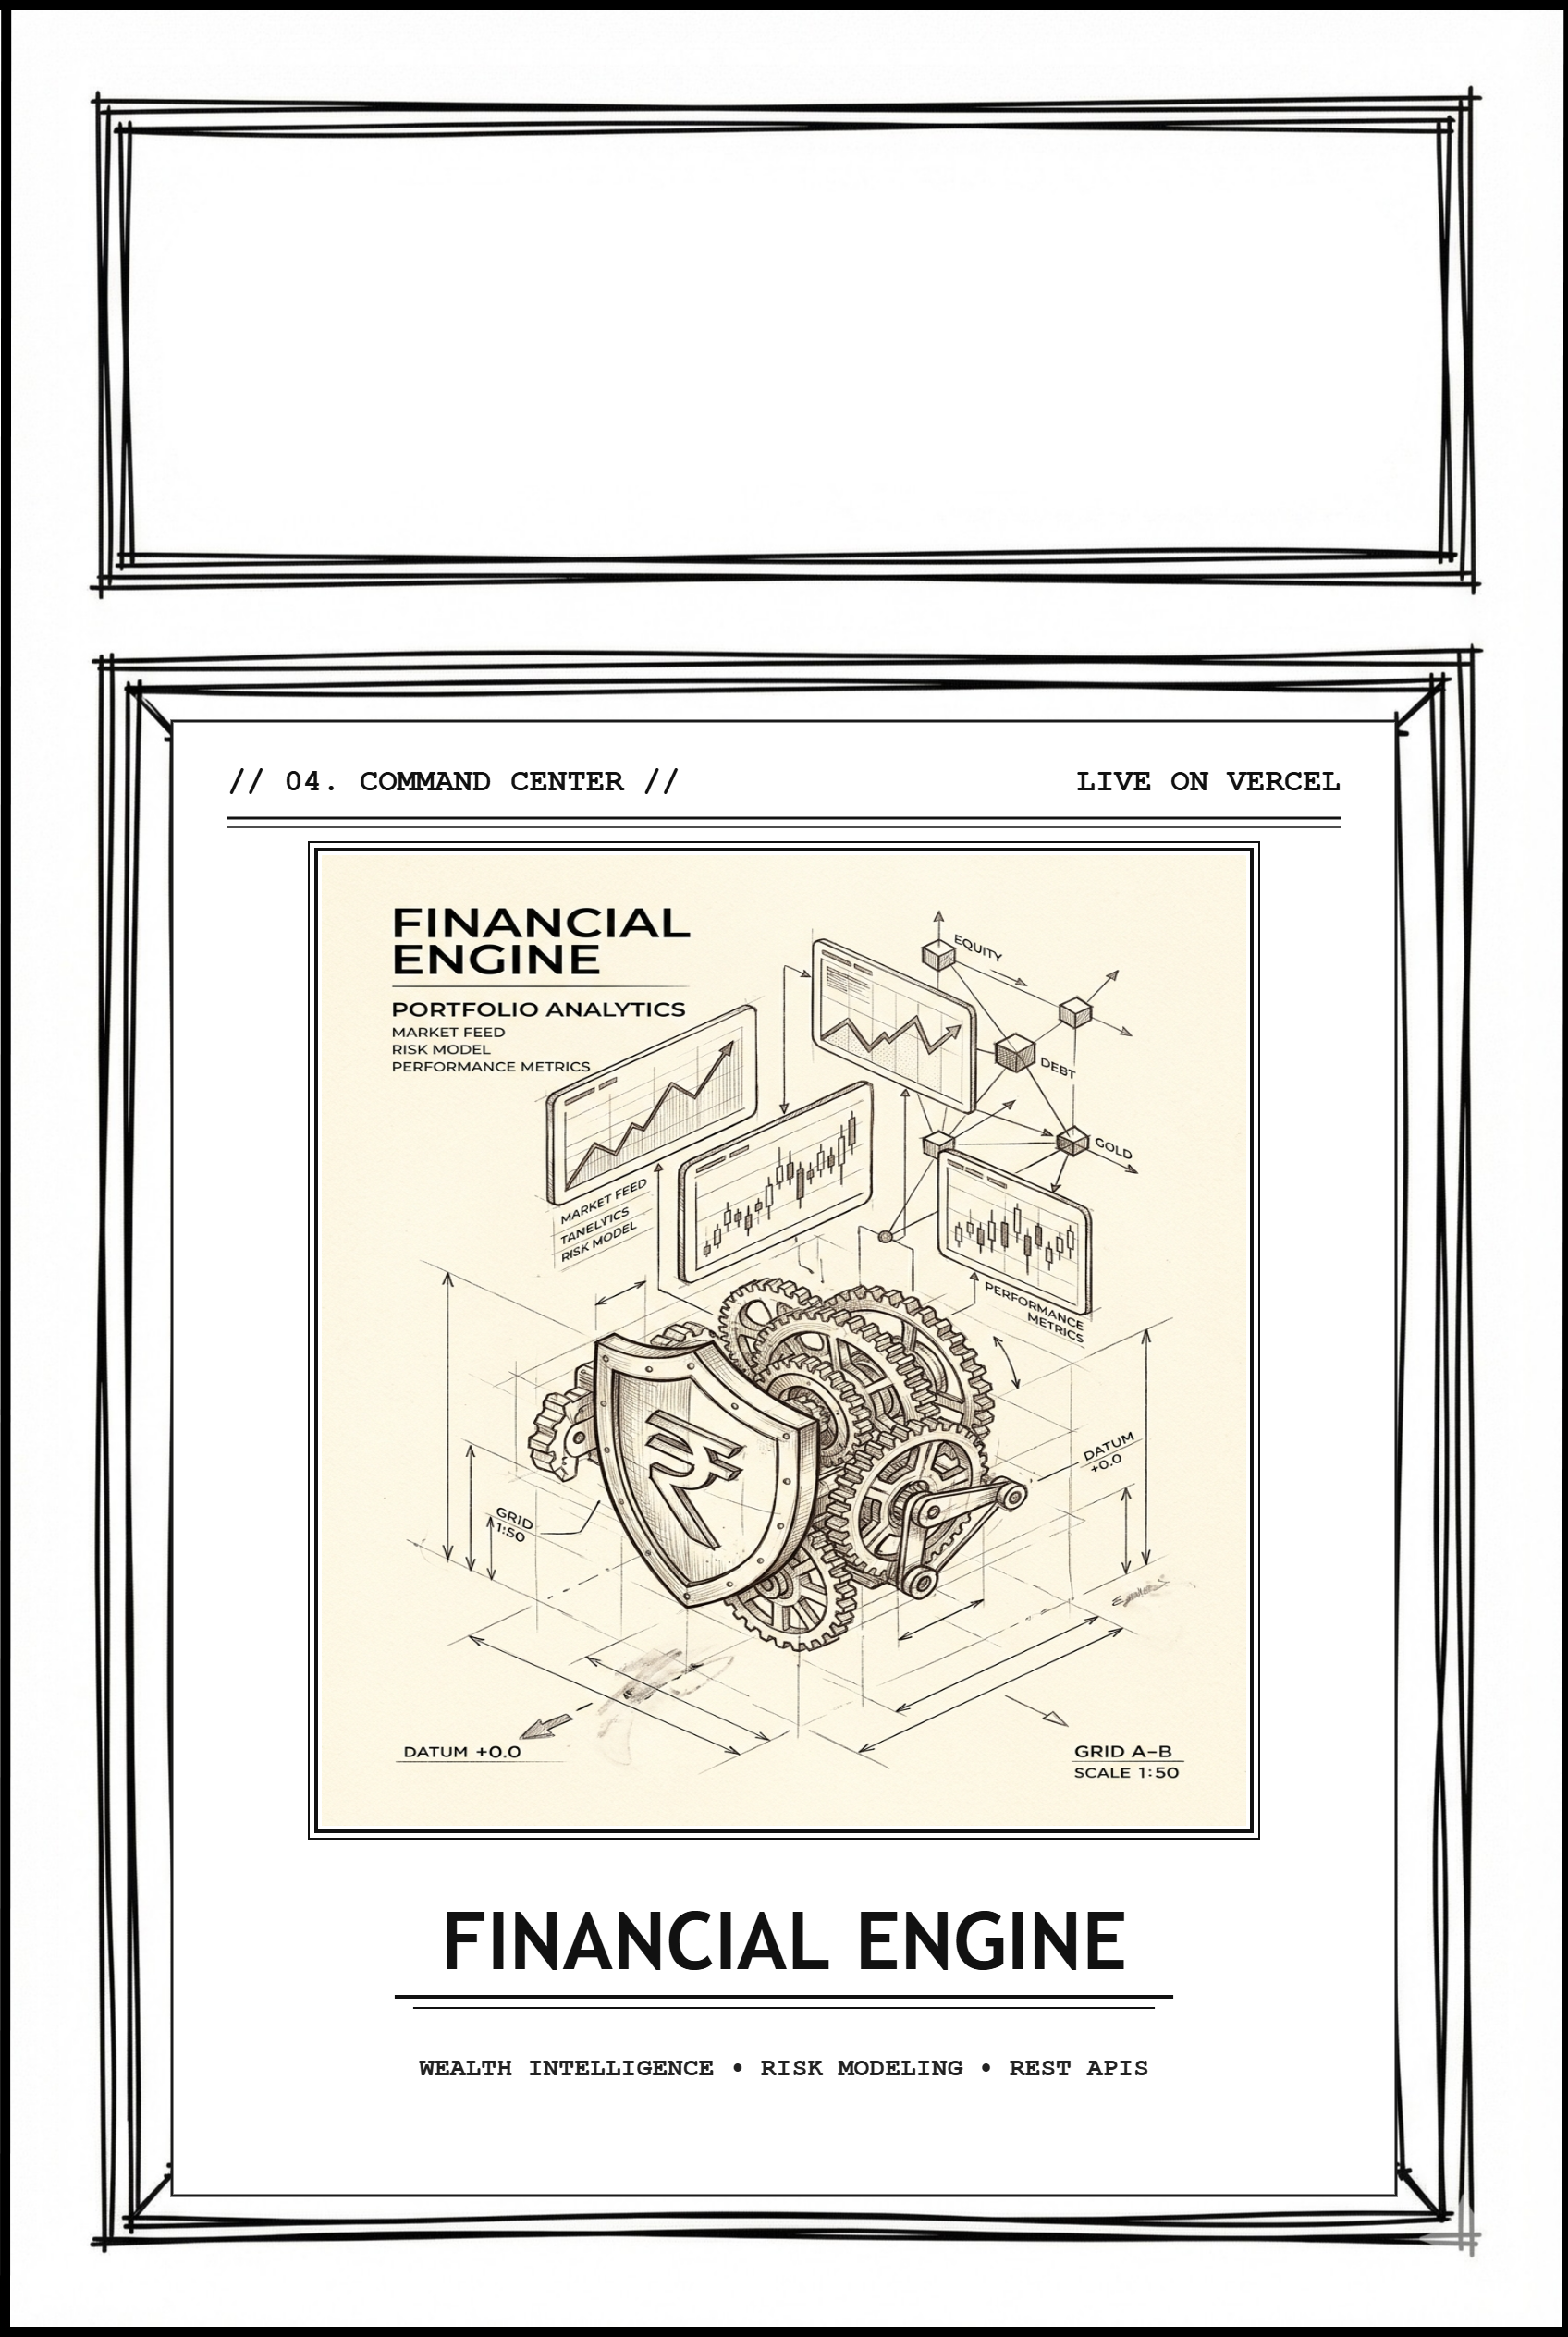 // 04. COMMAND CENTER //
LIVE ON VERCEL
FINANCIAL
ENGINE
PORTFOLIO ANALYTICS
MARKET FEED
RISK MODEL
PERFORMANCE METRICS
EQUITY
DEBT
GOLD
MARKET FEED
TANELYTICS
RISK MODEL
PERFORMANCE
METRICS
DATUM
+0.0
GRID
1:50
DATUM +0.0
GRID A–B
SCALE 1:50
₹
FINANCIAL ENGINE
WEALTH INTELLIGENCE • RISK MODELING • REST APIS